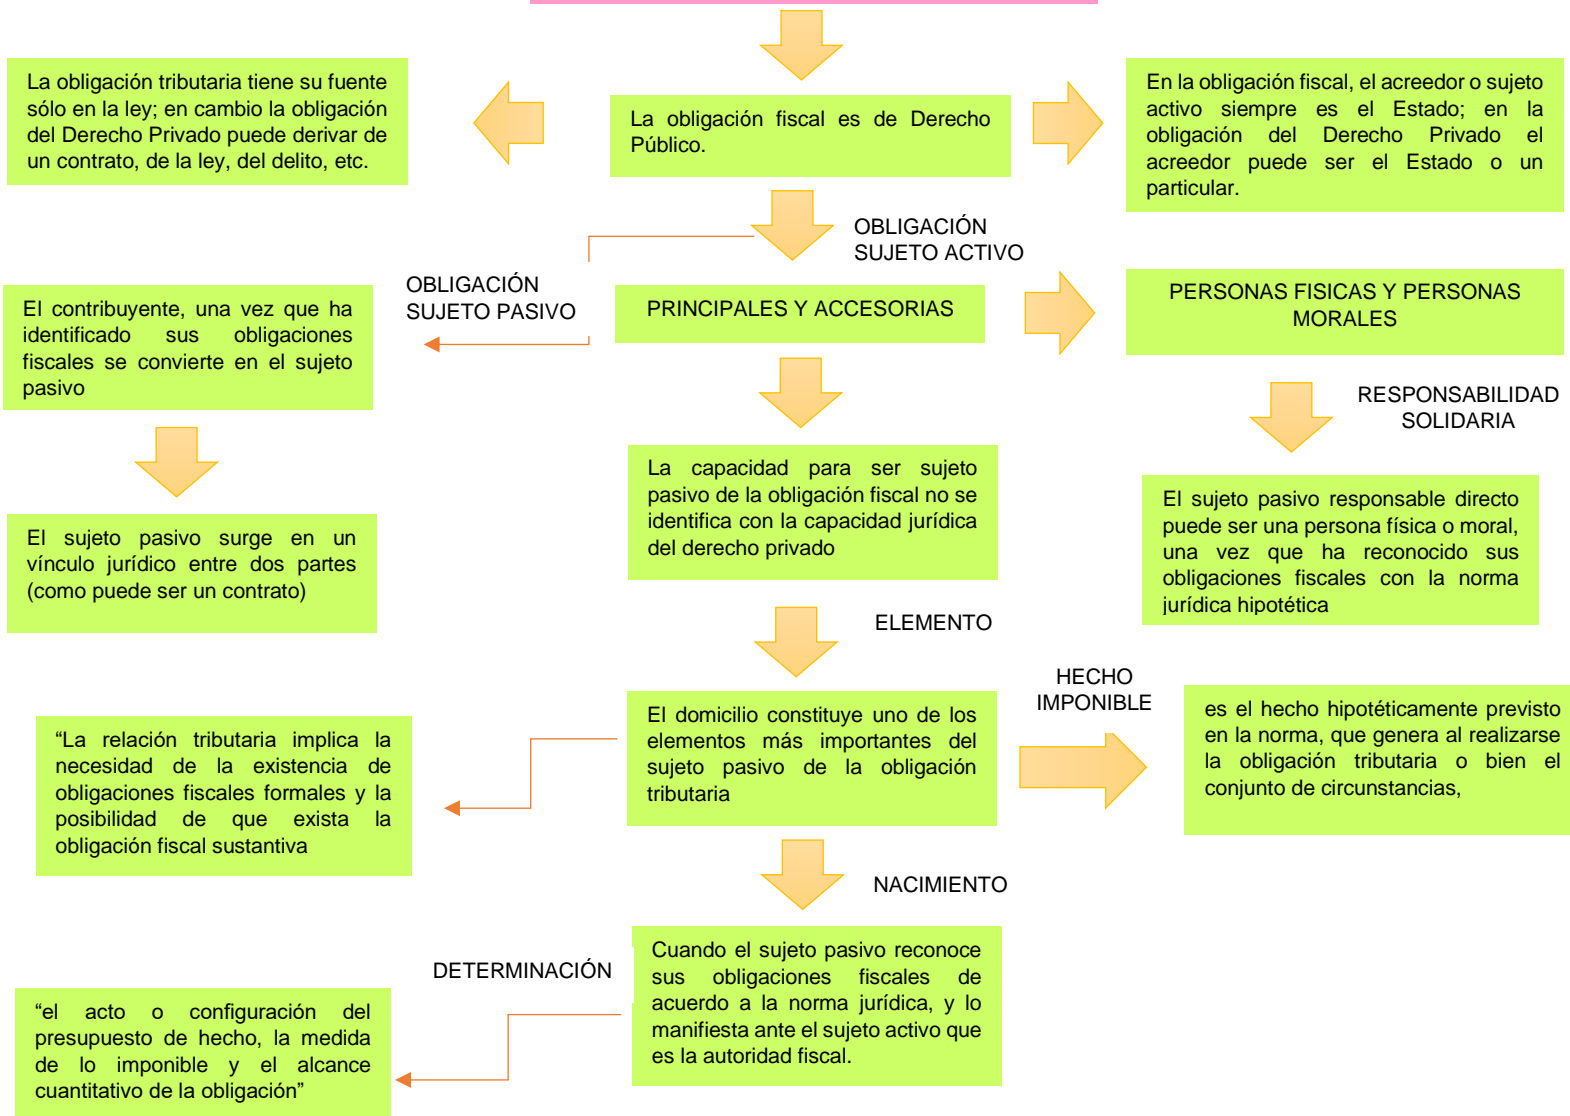 La obligación tributaria tiene su fuente
sólo en la ley; en cambio la obligación
del Derecho Privado puede derivar de
un contrato, de la ley, del delito, etc.
La obligación fiscal es de Derecho
Público.
En la obligación fiscal, el acreedor o sujeto
activo siempre es el Estado; en la
obligación del Derecho Privado el
acreedor puede ser el Estado o un
particular.
OBLIGACIÓN
SUJETO ACTIVO
OBLIGACIÓN
SUJETO PASIVO
El contribuyente, una vez que ha
identificado sus obligaciones
fiscales se convierte en el sujeto
pasivo
PRINCIPALES Y ACCESORIAS
PERSONAS FISICAS Y PERSONAS
MORALES
RESPONSABILIDAD
SOLIDARIA
La capacidad para ser sujeto
pasivo de la obligación fiscal no se
identifica con la capacidad jurídica
del derecho privado
El sujeto pasivo responsable directo
puede ser una persona física o moral,
una vez que ha reconocido sus
obligaciones fiscales con la norma
jurídica hipotética
El sujeto pasivo surge en un
vínculo jurídico entre dos partes
(como puede ser un contrato)
ELEMENTO
HECHO
IMPONIBLE
El domicilio constituye uno de los
elementos más importantes del
sujeto pasivo de la obligación
tributaria
es el hecho hipotéticamente previsto
en la norma, que genera al realizarse
la obligación tributaria o bien el
conjunto de circunstancias,
“La relación tributaria implica la
necesidad de la existencia de
obligaciones fiscales formales y la
posibilidad de que exista la
obligación fiscal sustantiva
NACIMIENTO
DETERMINACIÓN
Cuando el sujeto pasivo reconoce
sus obligaciones fiscales de
acuerdo a la norma jurídica, y lo
manifiesta ante el sujeto activo que
es la autoridad fiscal.
“el acto o configuración del
presupuesto de hecho, la medida
de lo imponible y el alcance
cuantitativo de la obligación”